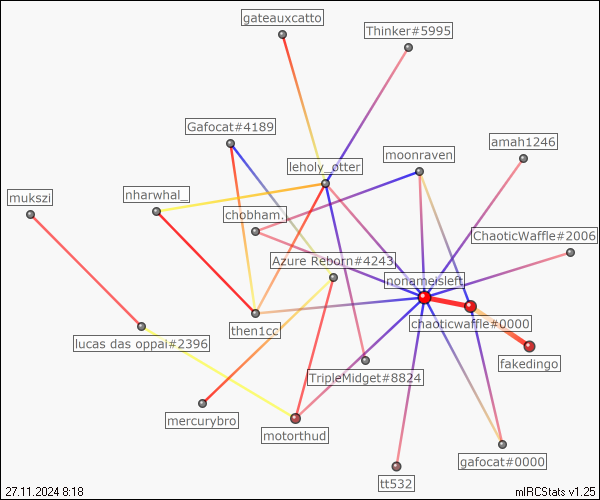 gateauxcatto
Thinker#5995
Gafocat#4189
amah1246
leholy_otter
moonraven
mukszi
nharwhal_
chobham.
ChaoticWaffle#2006
Azure Reborn#4243
nonameisleft
then1cc
chaoticwaffle#0000
lucas das oppai#2396
fakedingo
TripleMidget#8824
mercurybro
motorthud
gafocat#0000
tt532
27.11.2024 8:18
mIRCStats v1.25